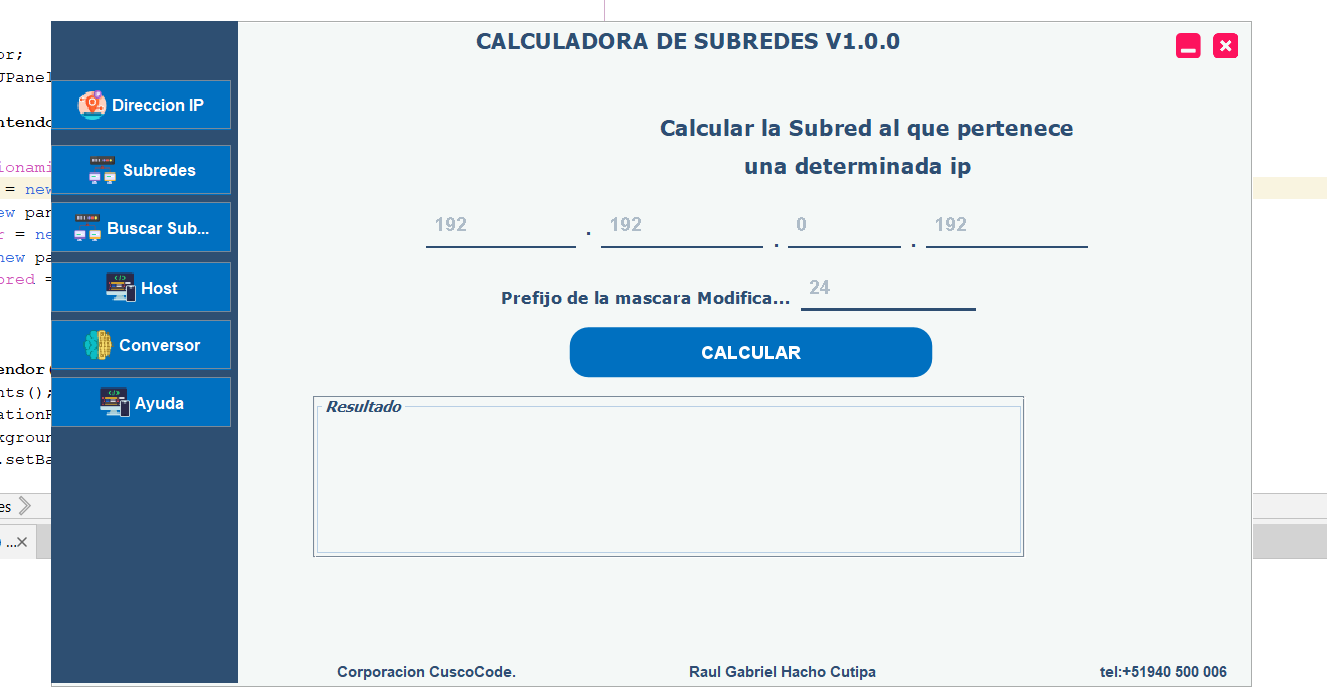 CALCULADORA DE SUBREDES V1.0.0
or;
JPanel
ntendo
ionami
= new
ew pan
r = ne
new pa
ored =
endor(
nts();
ationF
kgroun
.setBa
es
...
Direccion IP
Subredes
Buscar Sub...
Host
Conversor
Ayuda
Calcular la Subred al que pertenece
una determinada ip
192 . 192 . 0 . 192
Prefijo de la mascara Modifica... 24
CALCULAR
Resultado
Corporacion CuscoCode. Raul Gabriel Hacho Cutipa tel:+51940 500 006